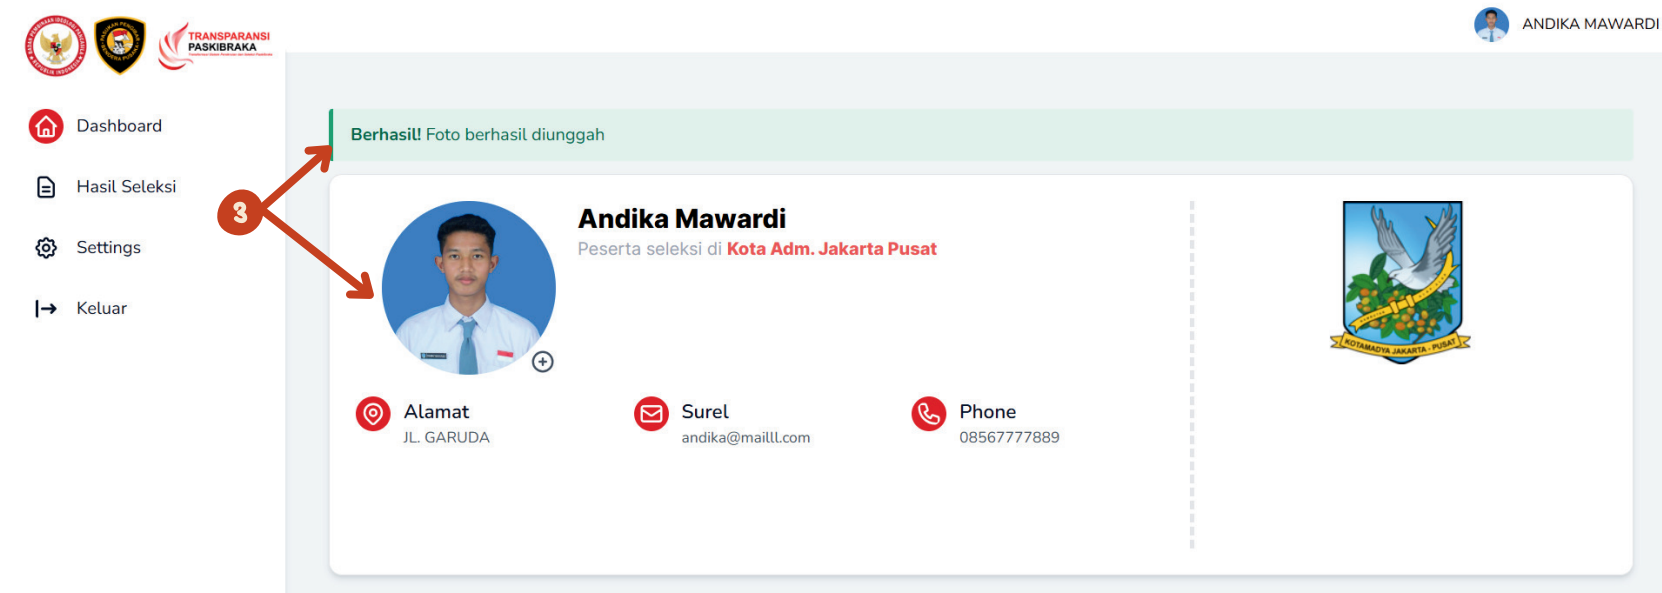 TRANSPARANSI
PASKIBRAKA
ANDIKA MAWARDI
Dashboard
Hasil Seleksi
Settings
Keluar
Berhasil! Foto berhasil diunggah
3
Andika Mawardi
Peserta seleksi di Kota Adm. Jakarta Pusat
KOTAMADYA JAKARTA - PUSAT
Alamat
JL. GARUDA
Surel
andika@mailll.com
Phone
08567777889